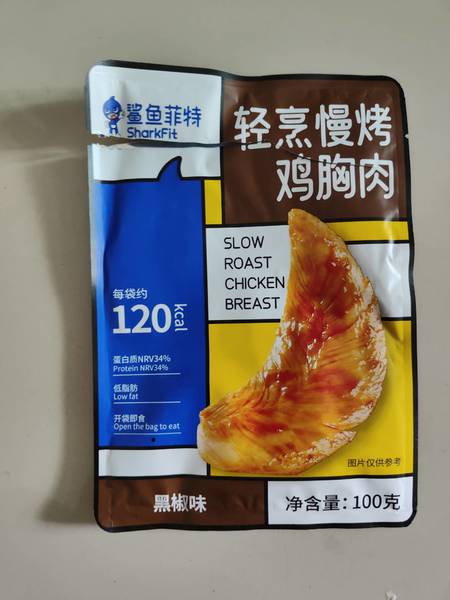 鲨鱼菲特
SharkFit
轻烹慢烤
鸡胸肉
SLOW
ROAST
CHICKEN
BREAST
每袋约
120kcal
蛋白质NRV34%
Protein NRV34%
低脂肪
Low fat
开袋即食
Open the bag to eat
图片仅供参考
黑椒味
净含量：100克